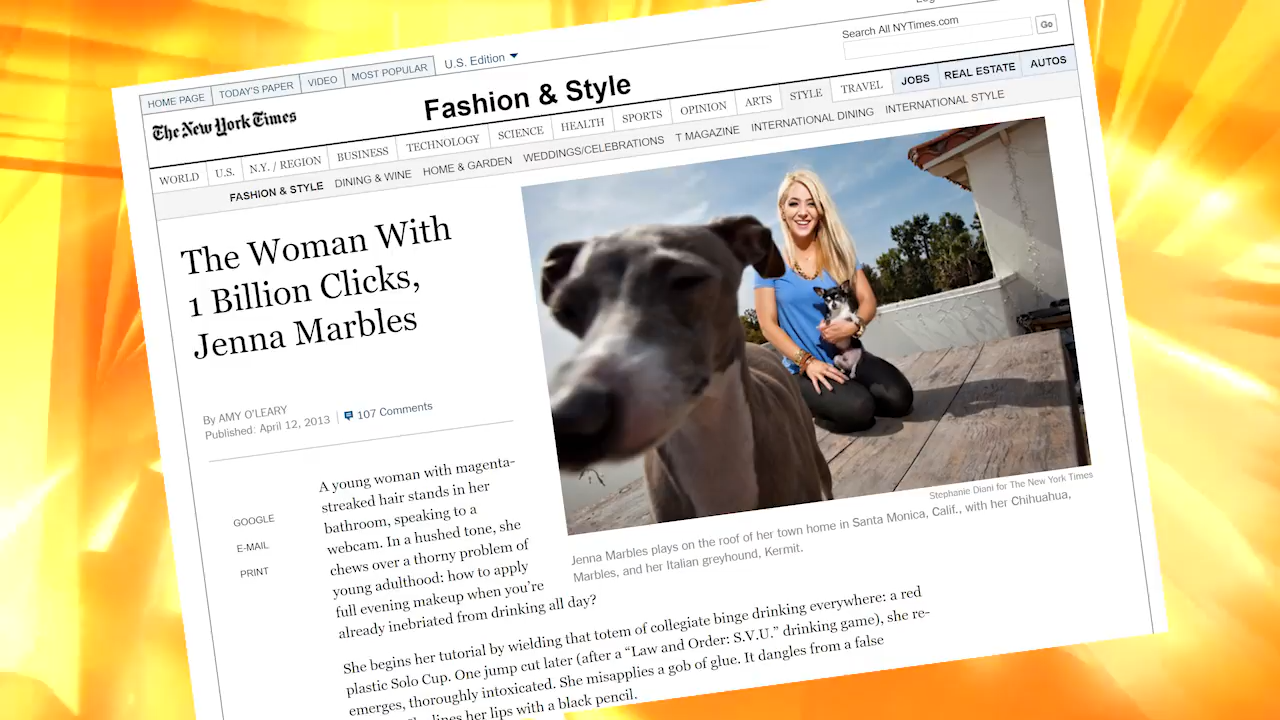 Search All NYTimes.com
Go
HOME PAGE TODAY'S PAPER VIDEO MOST POPULAR U.S. Edition
The New York Times
Fashion & Style
WORLD U.S. N.Y. / REGION BUSINESS TECHNOLOGY SCIENCE HEALTH SPORTS OPINION ARTS STYLE TRAVEL JOBS REAL ESTATE AUTOS
FASHION & STYLE DINING & WINE HOME & GARDEN WEDDINGS/CELEBRATIONS T MAGAZINE INTERNATIONAL DINING INTERNATIONAL STYLE
The Woman With
1 Billion Clicks,
Jenna Marbles
By AMY O'LEARY
Published: April 12, 2013 107 Comments
Stephanie Diani for The New York Times
Jenna Marbles plays on the roof of her town home in Santa Monica, Calif., with her Chihuahua,
Marbles, and her Italian greyhound, Kermit.
GOOGLE
E-MAIL
PRINT
A young woman with magenta-
streaked hair stands in her
bathroom, speaking to a
webcam. In a hushed tone, she
chews over a thorny problem of
young adulthood: how to apply
full evening makeup when you're
already inebriated from drinking all day?
She begins her tutorial by wielding that totem of collegiate binge drinking everywhere: a red
plastic Solo Cup. One jump cut later (after a “Law and Order: S.V.U.” drinking game), she re-
emerges, thoroughly intoxicated. She misapplies a gob of glue. It dangles from a false
lines her lips with a black pencil.